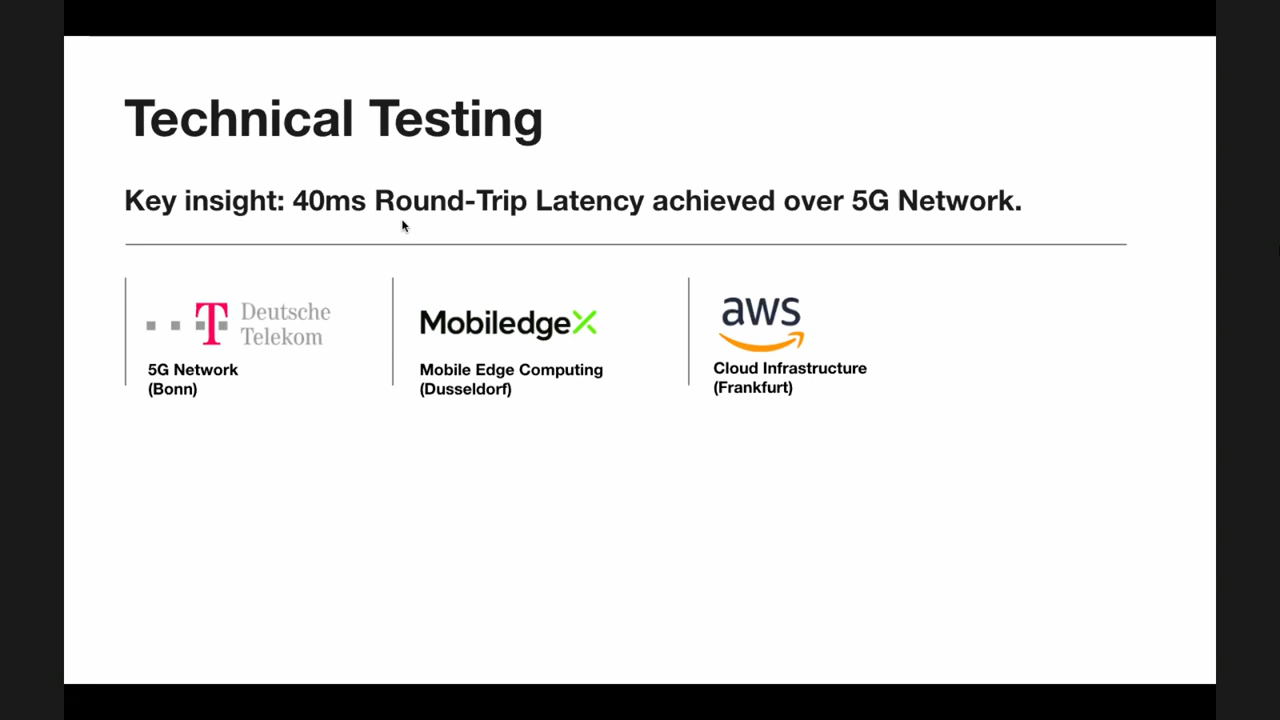 Technical Testing
Key insight: 40ms Round-Trip Latency achieved over 5G Network.
Deutsche
Telekom
5G Network
(Bonn)
MobiledgeX
Mobile Edge Computing
(Dusseldorf)
aws
Cloud Infrastructure
(Frankfurt)